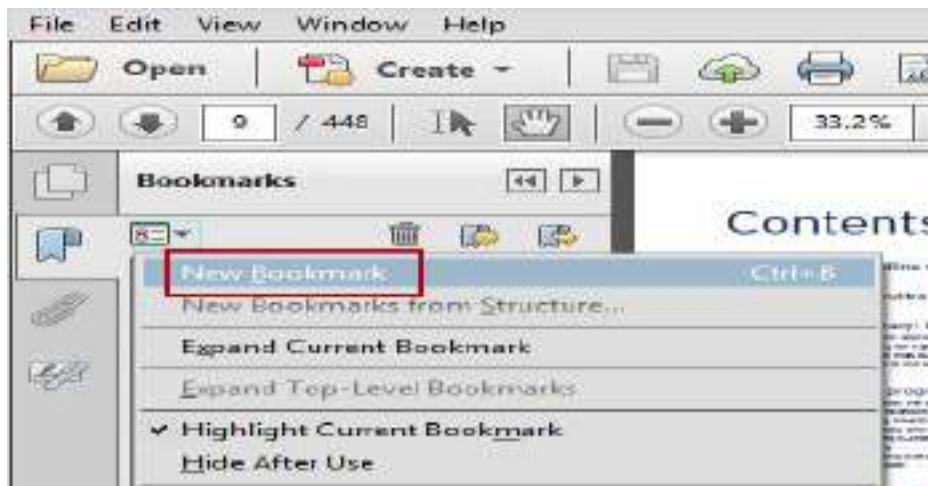 File Edit View Window Help
Open Create
9 / 448 33.2%
Bookmarks
Contents
New Bookmark Ctrl+B
New Bookmarks from Structure...
Expand Current Bookmark
Expand Top-Level Bookmarks
Highlight Current Bookmark
Hide After Use